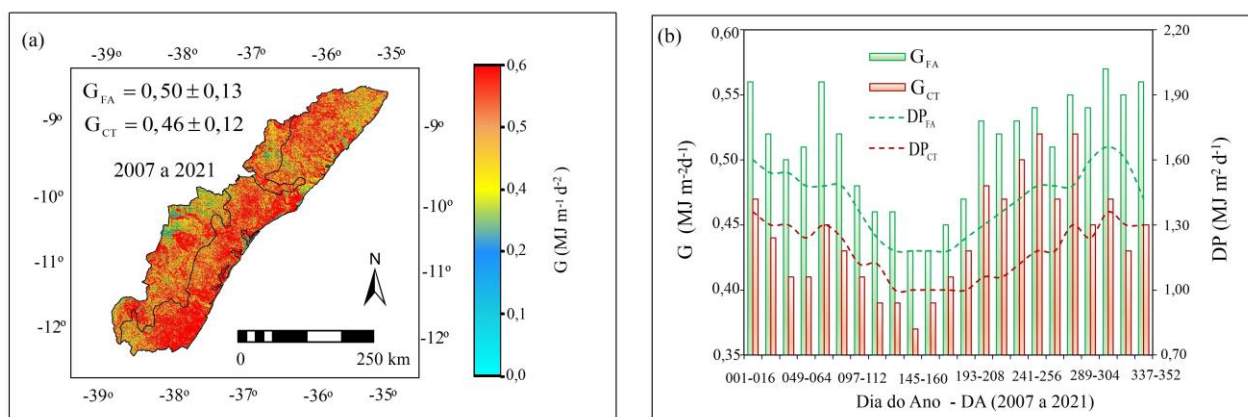 (a)
-39º -38º -37º -36º -35º
G_FA = 0,50 ± 0,13
G_CT = 0,46 ± 0,12
2007 a 2021
-9º
-10º
-11º
-12º
-9º
-10º
-11º
-12º
N
0 250 km
-39º -38º -37º -36º -35º
0,6
0,5
0,4
0,2
0,1
0,0
G (MJ m⁻¹ d⁻²)
(b)
0,60
0,55
0,50
0,45
0,40
0,35
G (MJ m⁻²d⁻¹)
G_FA
G_CT
DP_FA
DP_CT
2,20
1,90
1,60
1,30
1,00
0,70
DP (MJ m² d⁻¹)
001-016 049-064 097-112 145-160 193-208 241-256 289-304 337-352
Dia do Ano - DA (2007 a 2021)